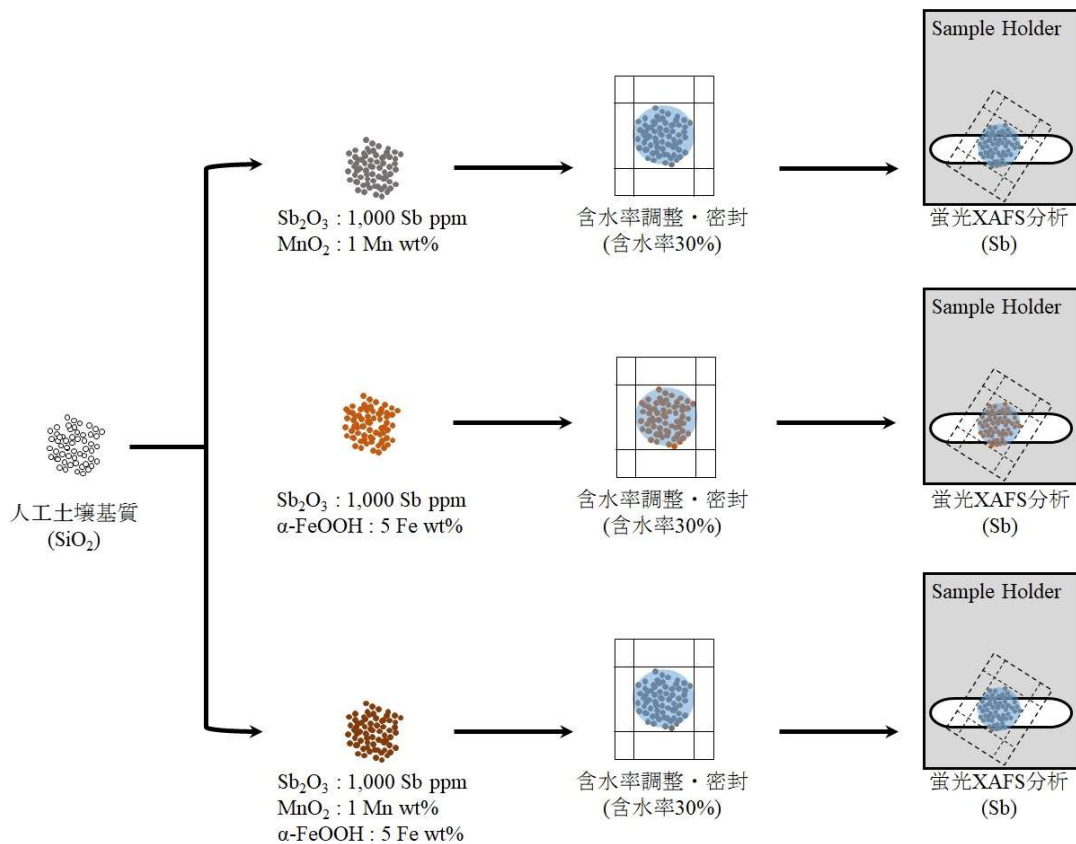 人工土壌基質
(SiO₂)
Sb₂O₃ : 1,000 Sb ppm
MnO₂ : 1 Mn wt%
含水率調整・密封
(含水率30%)
Sample Holder
蛍光XAFS分析
(Sb)
Sb₂O₃ : 1,000 Sb ppm
α-FeOOH : 5 Fe wt%
含水率調整・密封
(含水率30%)
Sample Holder
蛍光XAFS分析
(Sb)
Sb₂O₃ : 1,000 Sb ppm
MnO₂ : 1 Mn wt%
α-FeOOH : 5 Fe wt%
含水率調整・密封
(含水率30%)
Sample Holder
蛍光XAFS分析
(Sb)